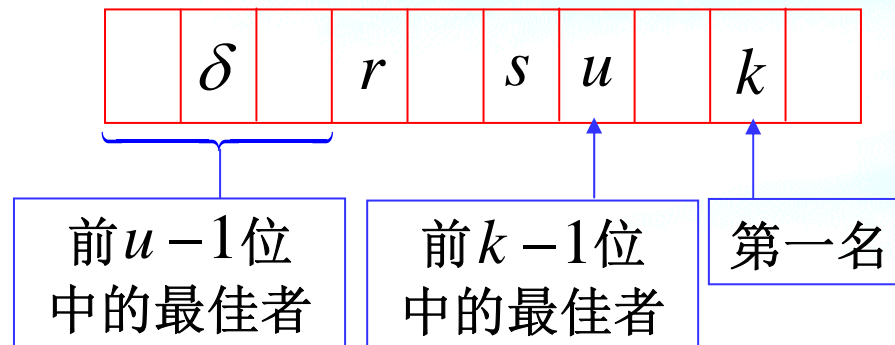 δ r s u k
前u−1位
中的最佳者
前k−1位
中的最佳者
第一名